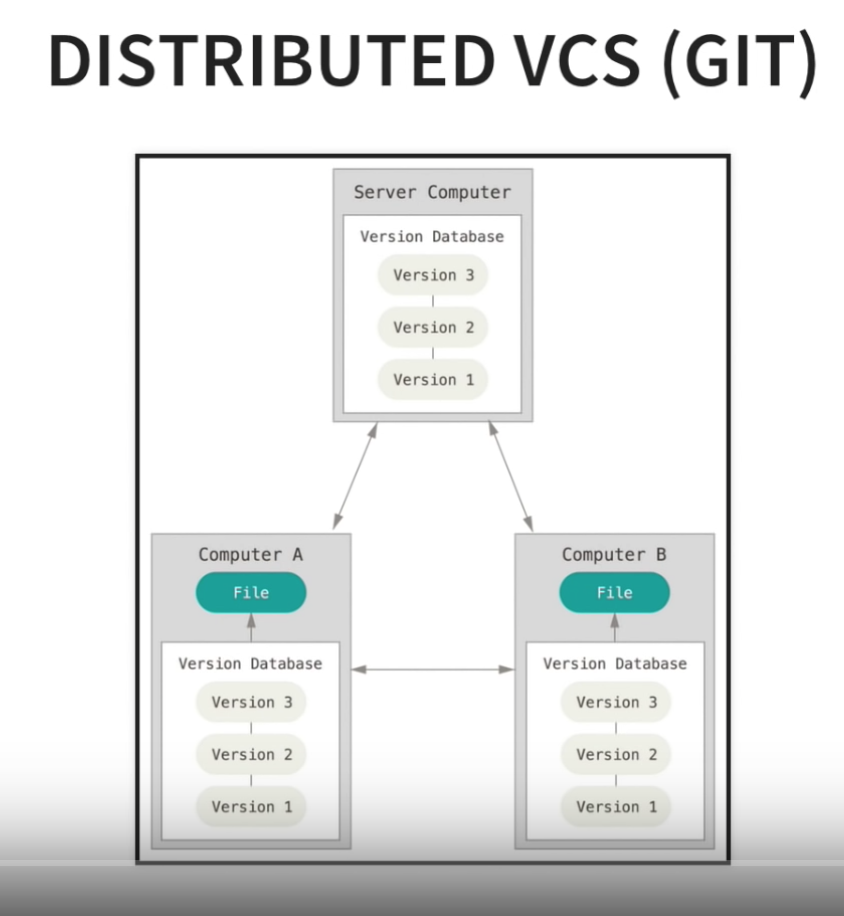 DISTRIBUTED VCS (GIT)
Server Computer
Version Database
Version 3
Version 2
Version 1
Computer A
File
Version Database
Version 3
Version 2
Version 1
Computer B
File
Version Database
Version 3
Version 2
Version 1